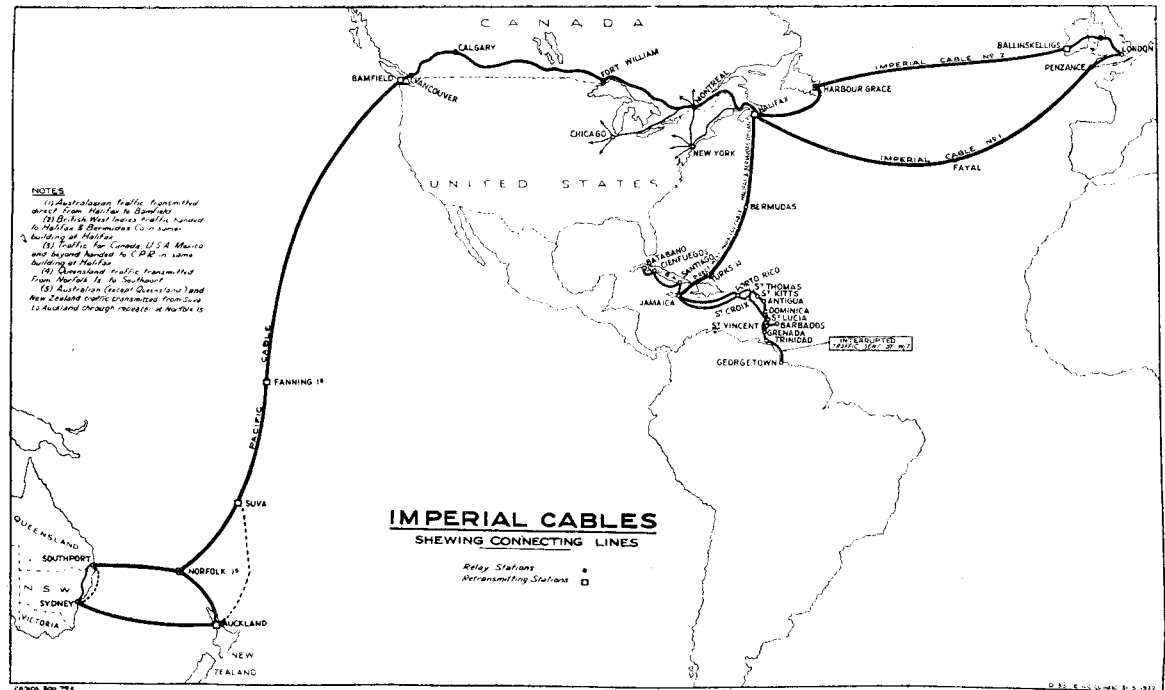 CANADA
CALGARY
BAMFIELD
VANCOUVER
FORT WILLIAM
MONTREAL
CHICAGO
NEW YORK
HALIFAX
HARBOUR GRACE
IMPERIAL CABLE Nº 2
BALLINSKELLIGS
LONDON
PENZANCE
IMPERIAL CABLE Nº 1
FAYAL
UNITED STATES
BERMUDAS
NOTES
(1) Australasian traffic transmitted
direct from Halifax to Bamfield
(2) British West Indies traffic handed
to Halifax & Bermudas Co in same
building at Halifax
(3) Traffic for Canada, U.S.A Mexico
and beyond handed to C.P.R in same
building at Halifax
(4) Queensland traffic transmitted
from Norfolk Is to Southport
(5) Australian (except Queensland) and
New Zealand traffic transmitted from Suva
to Auckland through repeater at Norfolk Is
BATABANO
CIENFUEGOS
SANTIAGO
TURKS Is
JAMAICA
PORTO RICO
ST THOMAS
ST KITTS
ANTIGUA
ST CROIX
DOMINICA
ST LUCIA
BARBADOS
ST VINCENT
GRENADA
TRINIDAD
GEORGETOWN
INTERRUPTED
TRAFFIC SENT BY W/T
PACIFIC CABLE
FANNING Is
SUVA
QUEENSLAND
SOUTHPORT
NORFOLK Is
N S W
SYDNEY
VICTORIA
AUCKLAND
NEW
ZEALAND
IMPERIAL CABLES
SHEWING CONNECTING LINES
Relay Stations
Retransmitting Stations